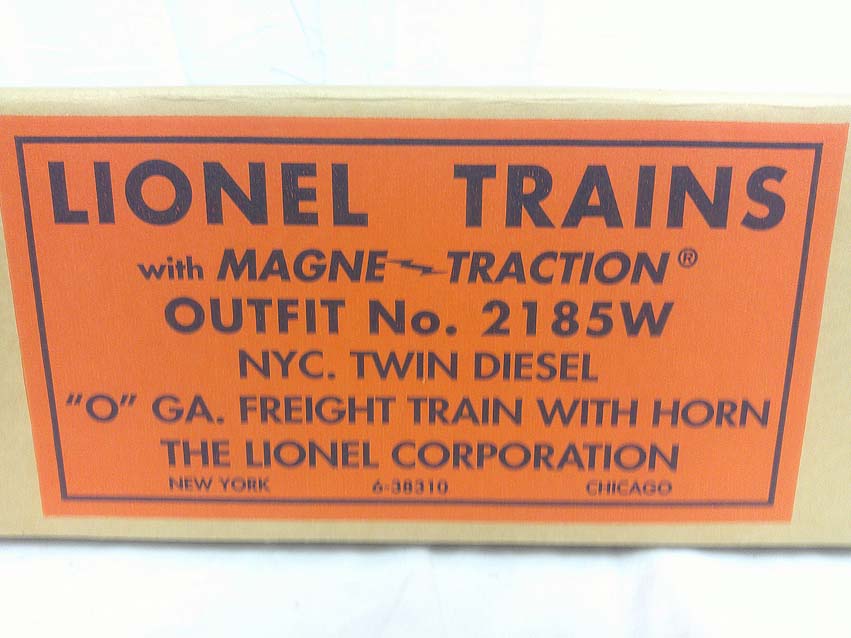 LIONEL TRAINS
with MAGNE-TRACTION®
OUTFIT No. 2185W
NYC. TWIN DIESEL
"O" GA. FREIGHT TRAIN WITH HORN
THE LIONEL CORPORATION
NEW YORK 6-38310 CHICAGO